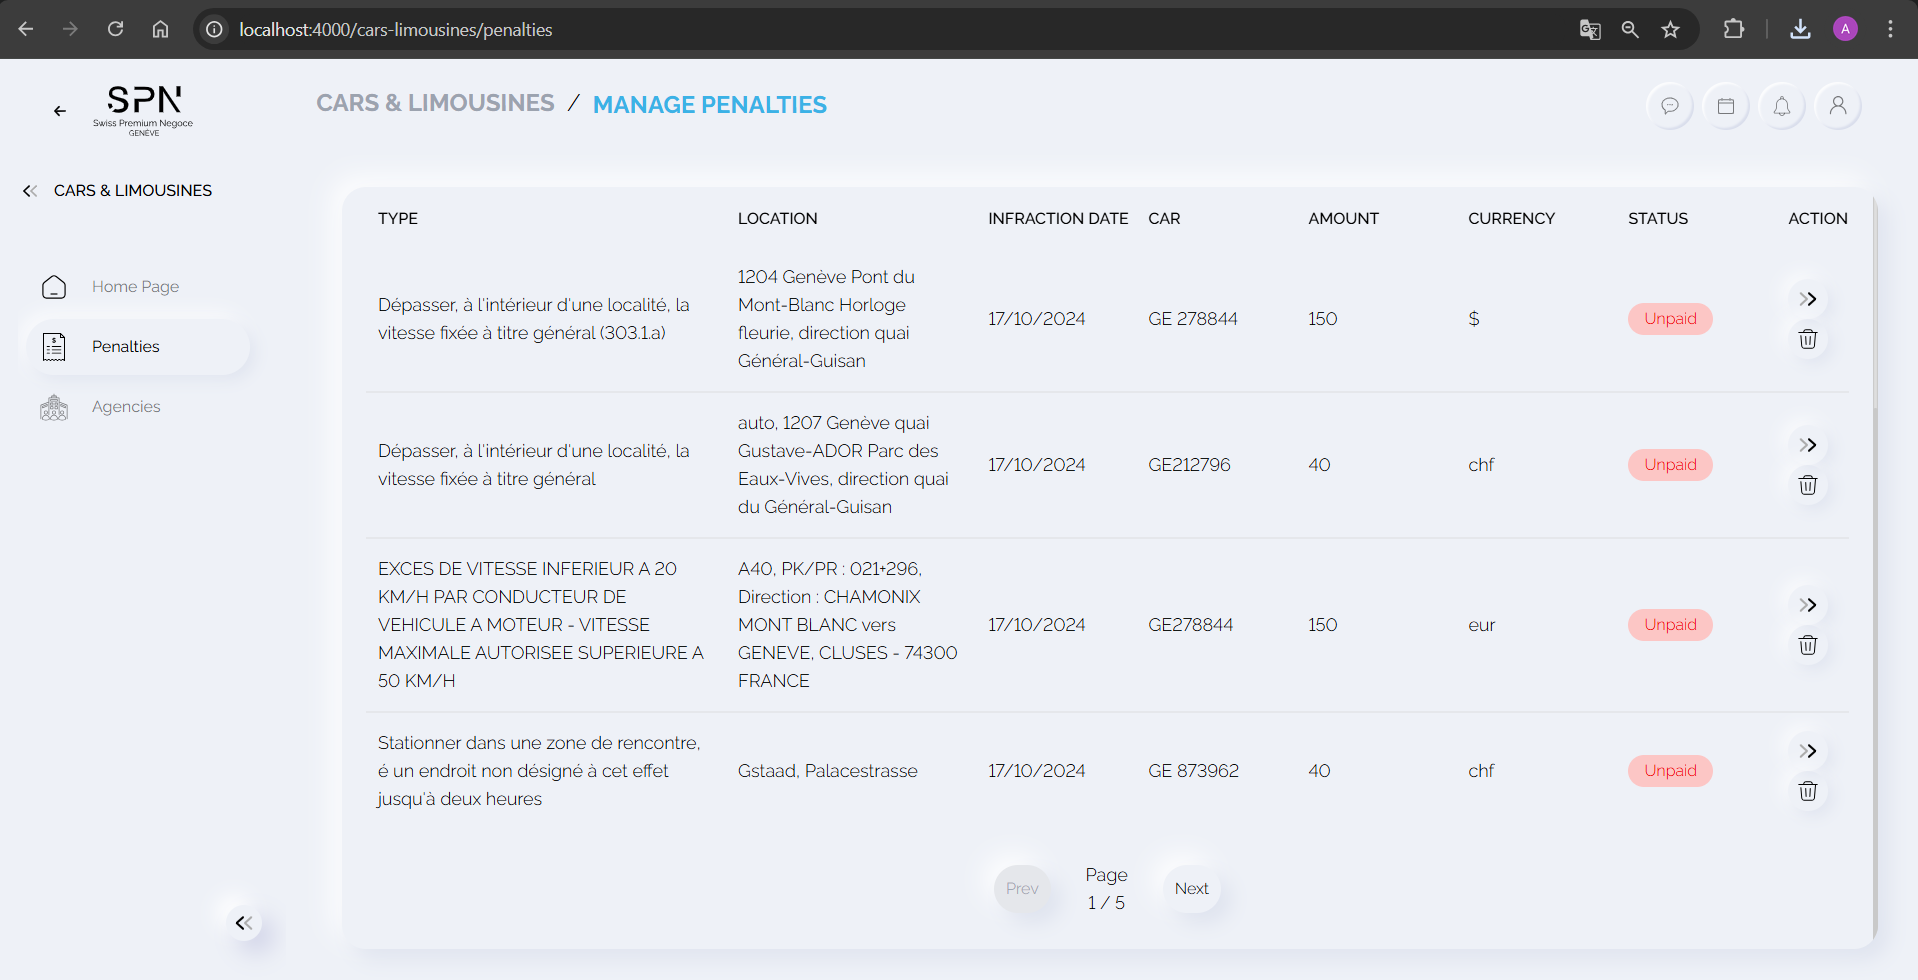 localhost:4000/cars-limousines/penalties
A
SPN
Swiss Premium Negoce
GENÈVE
CARS & LIMOUSINES / MANAGE PENALTIES
CARS & LIMOUSINES
Home Page
Penalties
Agencies
TYPE LOCATION INFRACTION DATE CAR AMOUNT CURRENCY STATUS ACTION
Dépasser, à l'intérieur d'une localité, la
vitesse fixée à titre général (303.1.a)
1204 Genève Pont du
Mont-Blanc Horloge
fleurie, direction quai
Général-Guisan
17/10/2024 GE 278844 150 $ Unpaid
Dépasser, à l'intérieur d'une localité, la
vitesse fixée à titre général
auto, 1207 Genève quai
Gustave-ADOR Parc des
Eaux-Vives, direction quai
du Général-Guisan
17/10/2024 GE212796 40 chf Unpaid
EXCES DE VITESSE INFERIEUR A 20
KM/H PAR CONDUCTEUR DE
VEHICULE A MOTEUR - VITESSE
MAXIMALE AUTORISEE SUPERIEURE A
50 KM/H
A40, PK/PR : 021+296,
Direction : CHAMONIX
MONT BLANC vers
GENEVE, CLUSES - 74300
FRANCE
17/10/2024 GE278844 150 eur Unpaid
Stationner dans une zone de rencontre,
é un endroit non désigné à cet effet
jusqu'à deux heures
Gstaad, Palacestrasse
17/10/2024 GE 873962 40 chf Unpaid
Prev
Page
1 / 5
Next